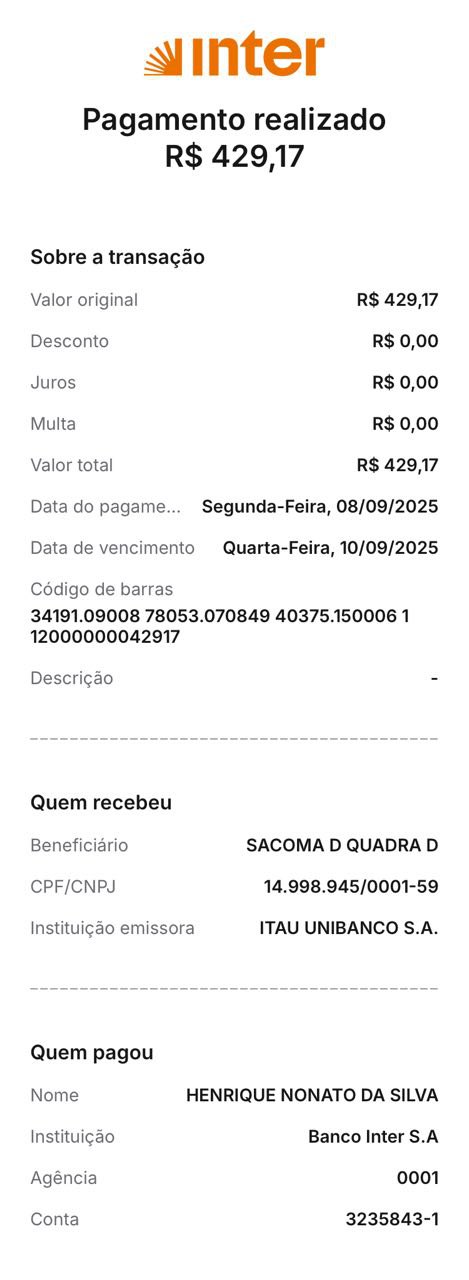 inter
Pagamento realizado
R$ 429,17
Sobre a transação
Valor original R$ 429,17
Desconto R$ 0,00
Juros R$ 0,00
Multa R$ 0,00
Valor total R$ 429,17
Data do pagame... Segunda-Feira, 08/09/2025
Data de vencimento Quarta-Feira, 10/09/2025
Código de barras
34191.09008 78053.070849 40375.150006 1
12000000042917
Descrição -
Quem recebeu
Beneficiário SACOMA D QUADRA D
CPF/CNPJ 14.998.945/0001-59
Instituição emissora ITAU UNIBANCO S.A.
Quem pagou
Nome HENRIQUE NONATO DA SILVA
Instituição Banco Inter S.A
Agência 0001
Conta 3235843-1